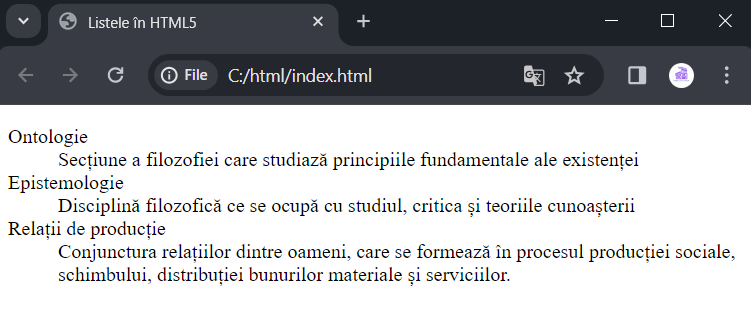 Listele în HTML5
File
C:/html/index.html
Ontologie
Secțiune a filozofiei care studiază principiile fundamentale ale existenței
Epistemologie
Disciplină filozofică ce se ocupă cu studiul, critica și teoriile cunoașterii
Relații de producție
Conjunctura relațiilor dintre oameni, care se formează în procesul producției sociale,
schimbului, distribuției bunurilor materiale și serviciilor.